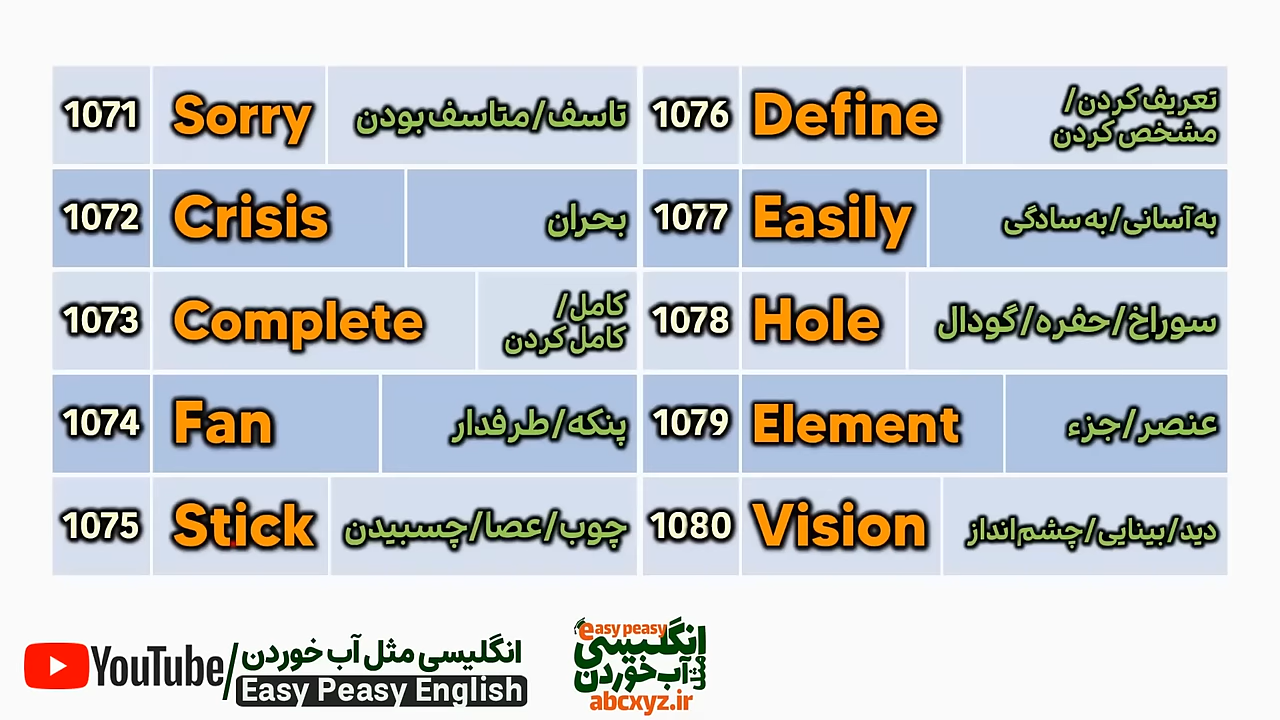 1071 Sorry تاسف/متاسف بودن
1072 Crisis بحران
1073 Complete کامل/
کامل کردن
1074 Fan پنکه/طرفدار
1075 Stick چوب/عصا/چسبیدن
1076 Define تعریف کردن/
مشخص کردن
1077 Easily به آسانی/به سادگی
1078 Hole سوراخ/حفره/گودال
1079 Element عنصر/جزء
1080 Vision دید/بینایی/چشم انداز
YouTube/انگلیسی مثل آب خوردن
Easy Peasy English
easy peasy
انگلیسی
مثل آب خوردن
abcxyz.ir